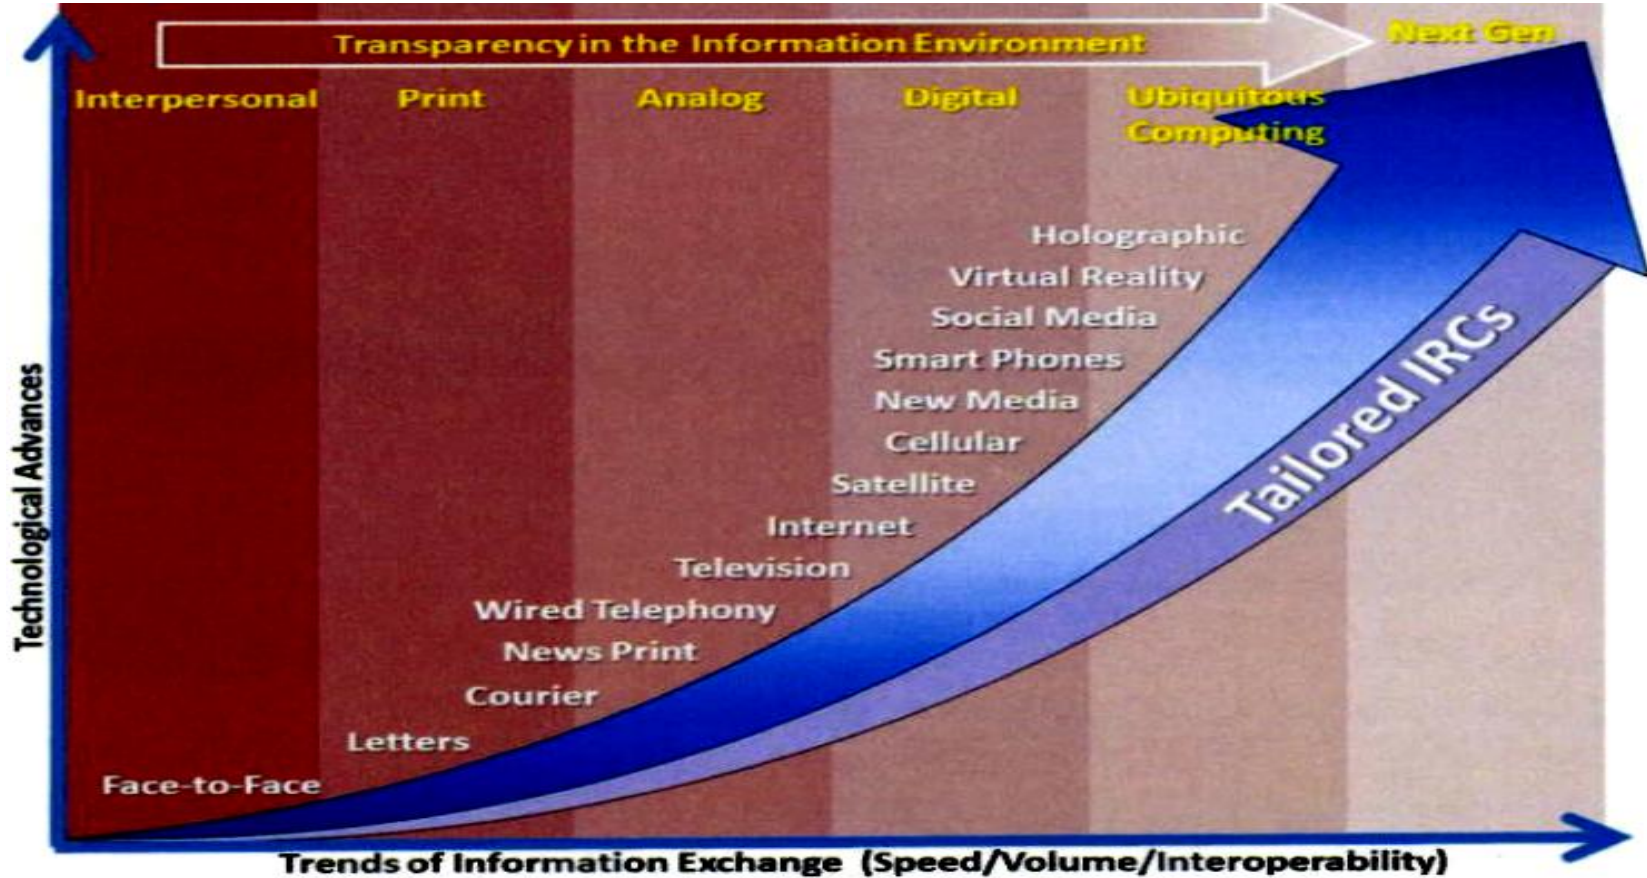 Transparency in the Information Environment
Next Gen
Interpersonal
Print
Analog
Digital
Ubiquitous
Computing
Holographic
Virtual Reality
Social Media
Smart Phones
New Media
Cellular
Satellite
Internet
Television
Wired Telephony
News Print
Courier
Letters
Face-to-Face
Tailored IRCs
Technological Advances
Trends of Information Exchange (Speed/Volume/Interoperability)